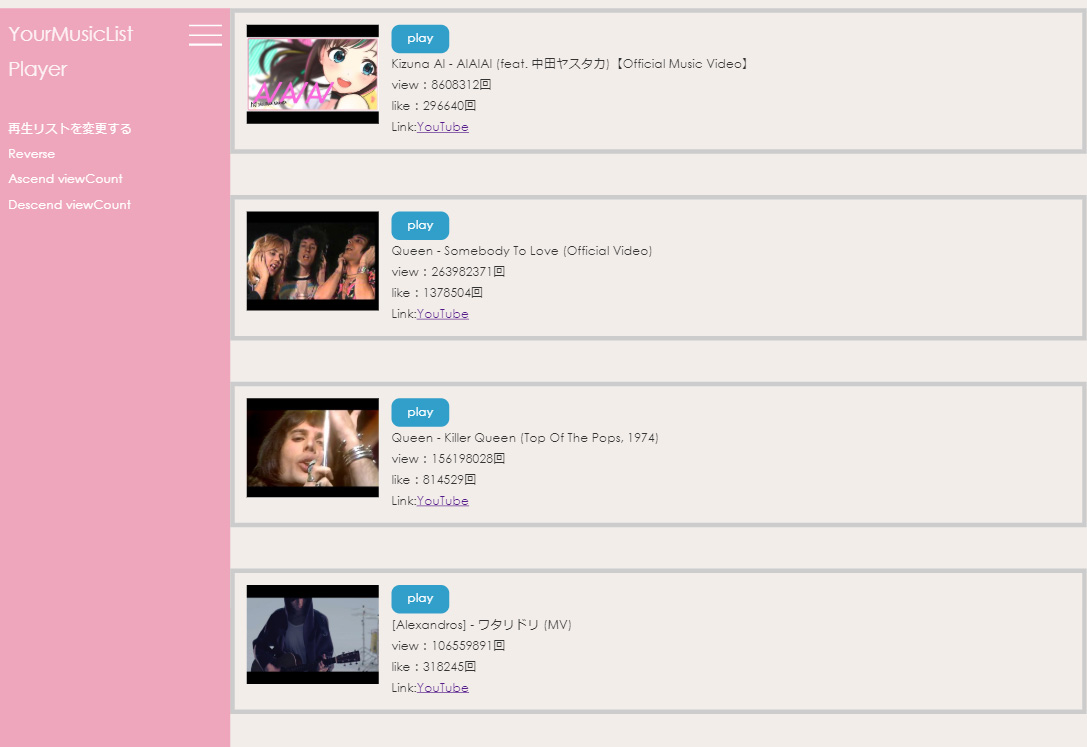 YourMusicList
Player
再生リストを変更する
Reverse
Ascend viewCount
Descend viewCount
play
Kizuna AI - AIAIAI (feat. 中田ヤスタカ)【Official Music Video】
view：8608312回
like：296640回
Link:YouTube
AIAIAI
play
Queen - Somebody To Love (Official Video)
view：263982371回
like：1378504回
Link:YouTube
play
Queen - Killer Queen (Top Of The Pops, 1974)
view：156198028回
like：814529回
Link:YouTube
play
[Alexandros] - ワタリドリ (MV)
view：106559891回
like：318245回
Link:YouTube